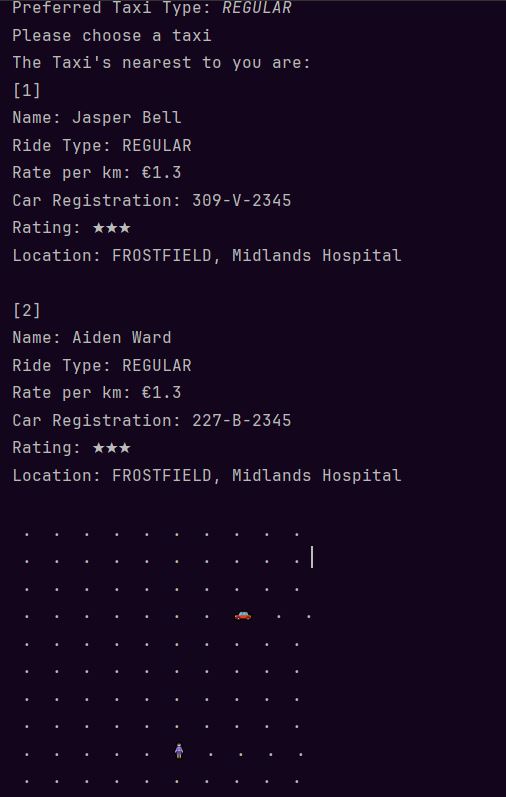 Preferred Taxi Type: REGULAR
Please choose a taxi
The Taxi's nearest to you are:
[1]
Name: Jasper Bell
Ride Type: REGULAR
Rate per km: €1.3
Car Registration: 309-V-2345
Rating: ★★★
Location: FROSTFIELD, Midlands Hospital
[2]
Name: Aiden Ward
Ride Type: REGULAR
Rate per km: €1.3
Car Registration: 227-B-2345
Rating: ★★★
Location: FROSTFIELD, Midlands Hospital
. . . . . . . . . .
. . . . . . . . . .
. . . . . . . . . .
. . . . . . . 🚗 . .
. . . . . . . . . .
. . . . . . . . . .
. . . . . . . . . .
. . . . . . . . . .
. . . . . 🧍 . . . .
. . . . . . . . . .